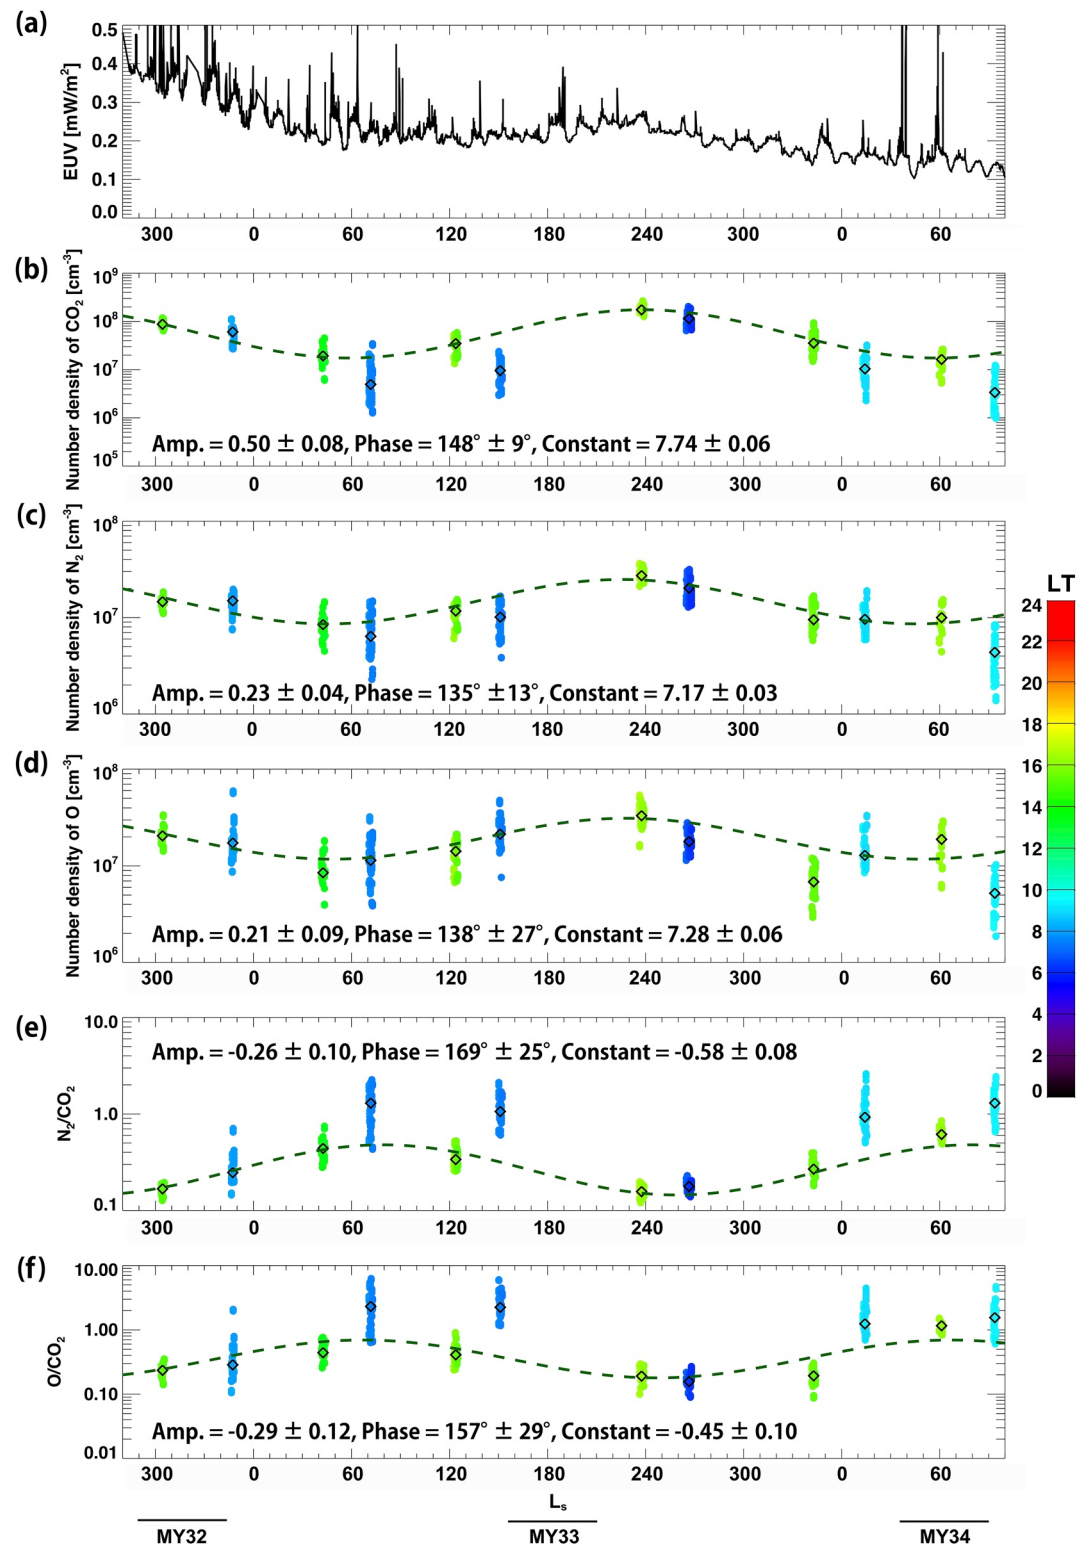 (a)
EUV [mW/m²]
0.5
0.4
0.3
0.2
0.1
0.0
300 0 60 120 180 240 300 0 60
(b)
Number density of CO₂ [cm⁻³]
10⁹
10⁸
10⁷
10⁶
10⁵
Amp. = 0.50 ± 0.08, Phase = 148° ± 9°, Constant = 7.74 ± 0.06
300 0 60 120 180 240 300 0 60
(c)
Number density of N₂ [cm⁻³]
10⁸
10⁷
10⁶
Amp. = 0.23 ± 0.04, Phase = 135° ±13°, Constant = 7.17 ± 0.03
300 0 60 120 180 240 300 0 60
(d)
Number density of O [cm⁻³]
10⁸
10⁷
10⁶
Amp. = 0.21 ± 0.09, Phase = 138° ± 27°, Constant = 7.28 ± 0.06
300 0 60 120 180 240 300 0 60
(e)
N₂/CO₂
10.0
1.0
0.1
Amp. = -0.26 ± 0.10, Phase = 169° ± 25°, Constant = -0.58 ± 0.08
300 0 60 120 180 240 300 0 60
(f)
O/CO₂
10.00
1.00
0.10
0.01
Amp. = -0.29 ± 0.12, Phase = 157° ± 29°, Constant = -0.45 ± 0.10
300 0 60 120 180 240 300 0 60
Lₛ
MY32 MY33 MY34
LT
24
22
20
18
16
14
12
10
8
6
4
2
0